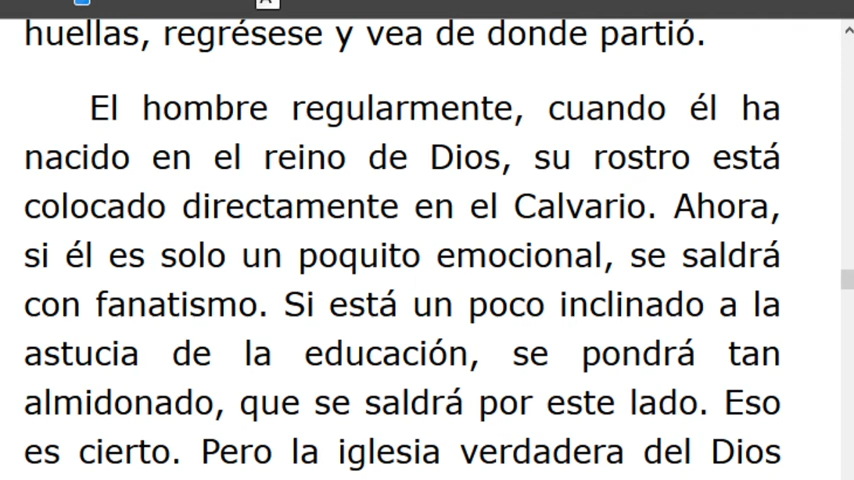 huellas, regrésese y vea de donde partió.
El hombre regularmente, cuando él ha
nacido en el reino de Dios, su rostro está
colocado directamente en el Calvario. Ahora,
si él es solo un poquito emocional, se saldrá
con fanatismo. Si está un poco inclinado a la
astucia de la educación, se pondrá tan
almidonado, que se saldrá por este lado. Eso
es cierto. Pero la iglesia verdadera del Dios